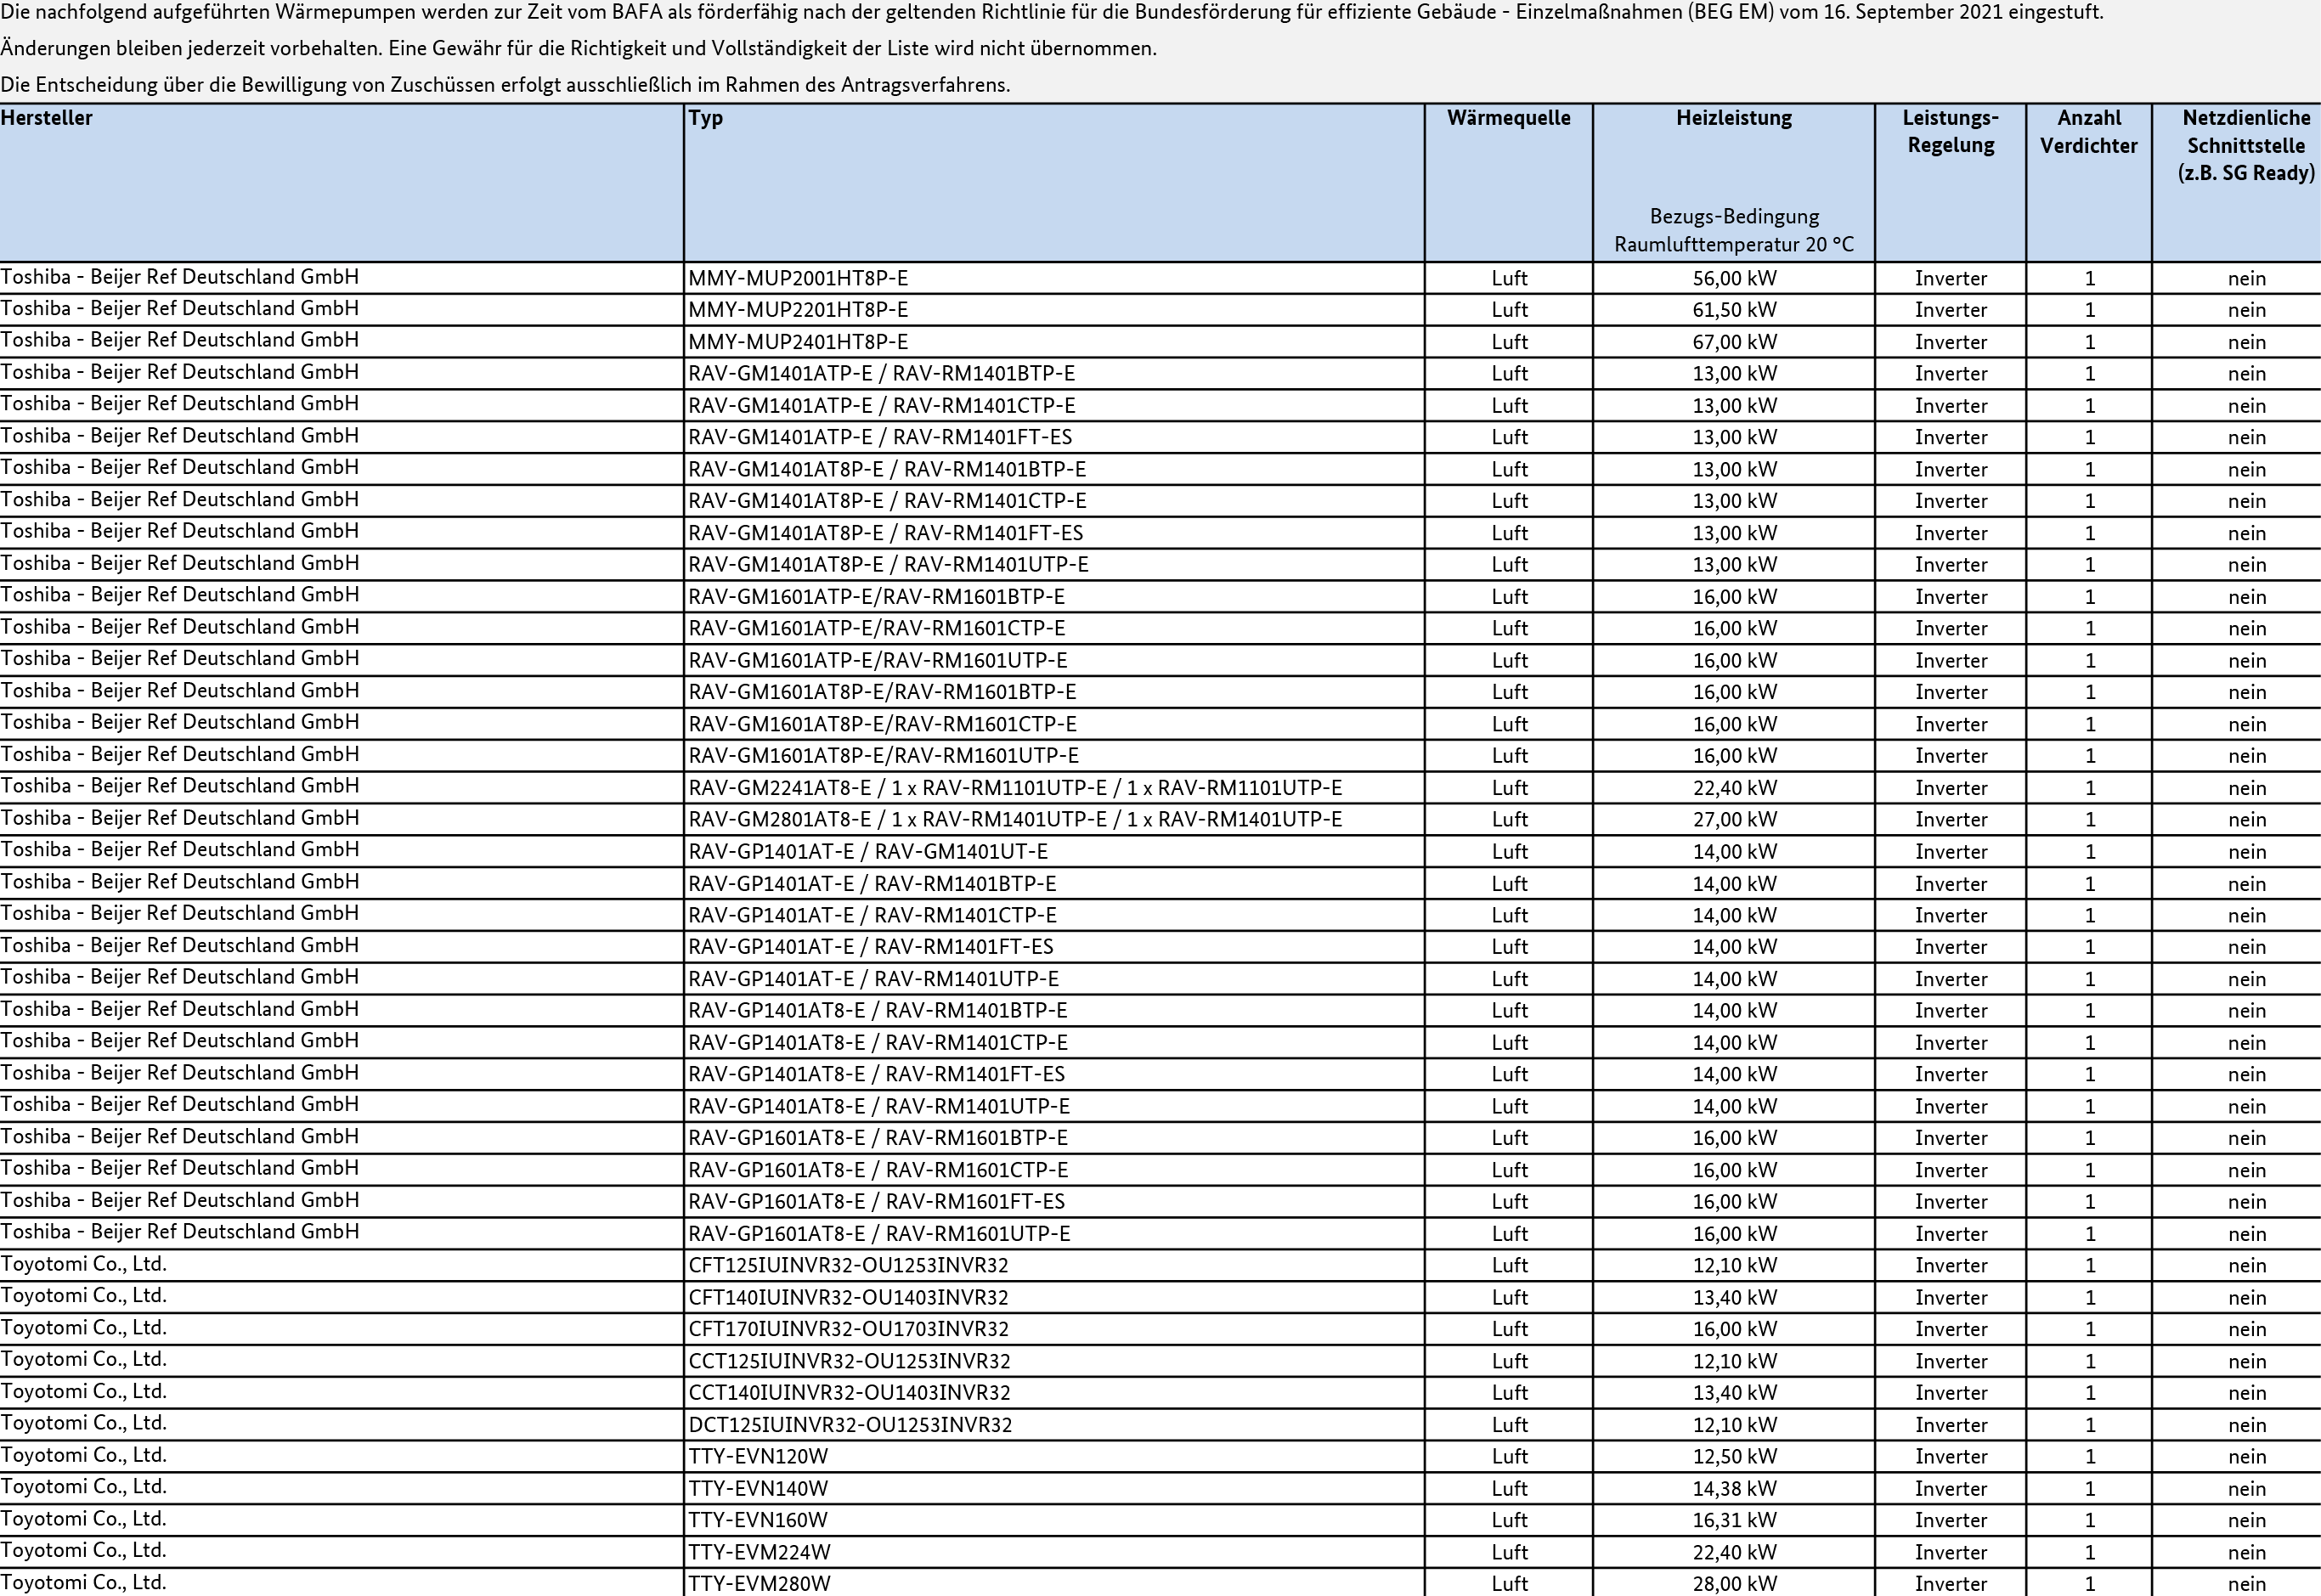 Die nachfolgend aufgeführten Wärmepumpen werden zur Zeit vom BAFA als förderfähig nach der geltenden Richtlinie für die Bundesförderung für effiziente Gebäude - Einzelmaßnahmen (BEG EM) vom 16. September 2021 eingestuft.
Änderungen bleiben jederzeit vorbehalten. Eine Gewähr für die Richtigkeit und Vollständigkeit der Liste wird nicht übernommen.
Die Entscheidung über die Bewilligung von Zuschüssen erfolgt ausschließlich im Rahmen des Antragsverfahrens.
Hersteller Typ Wärmequelle Heizleistung Leistungs- Anzahl Netzdienliche
Regelung Verdichter Schnittstelle
(z.B. SG Ready)
Bezugs-Bedingung
Raumlufttemperatur 20 °C
Toshiba - Beijer Ref Deutschland GmbH MMY-MUP2001HT8P-E Luft 56,00 kW Inverter 1 nein
Toshiba - Beijer Ref Deutschland GmbH MMY-MUP2201HT8P-E Luft 61,50 kW Inverter 1 nein
Toshiba - Beijer Ref Deutschland GmbH MMY-MUP2401HT8P-E Luft 67,00 kW Inverter 1 nein
Toshiba - Beijer Ref Deutschland GmbH RAV-GM1401ATP-E / RAV-RM1401BTP-E Luft 13,00 kW Inverter 1 nein
Toshiba - Beijer Ref Deutschland GmbH RAV-GM1401ATP-E / RAV-RM1401CTP-E Luft 13,00 kW Inverter 1 nein
Toshiba - Beijer Ref Deutschland GmbH RAV-GM1401ATP-E / RAV-RM1401FT-ES Luft 13,00 kW Inverter 1 nein
Toshiba - Beijer Ref Deutschland GmbH RAV-GM1401AT8P-E / RAV-RM1401BTP-E Luft 13,00 kW Inverter 1 nein
Toshiba - Beijer Ref Deutschland GmbH RAV-GM1401AT8P-E / RAV-RM1401CTP-E Luft 13,00 kW Inverter 1 nein
Toshiba - Beijer Ref Deutschland GmbH RAV-GM1401AT8P-E / RAV-RM1401FT-ES Luft 13,00 kW Inverter 1 nein
Toshiba - Beijer Ref Deutschland GmbH RAV-GM1401AT8P-E / RAV-RM1401UTP-E Luft 13,00 kW Inverter 1 nein
Toshiba - Beijer Ref Deutschland GmbH RAV-GM1601ATP-E/RAV-RM1601BTP-E Luft 16,00 kW Inverter 1 nein
Toshiba - Beijer Ref Deutschland GmbH RAV-GM1601ATP-E/RAV-RM1601CTP-E Luft 16,00 kW Inverter 1 nein
Toshiba - Beijer Ref Deutschland GmbH RAV-GM1601ATP-E/RAV-RM1601UTP-E Luft 16,00 kW Inverter 1 nein
Toshiba - Beijer Ref Deutschland GmbH RAV-GM1601AT8P-E/RAV-RM1601BTP-E Luft 16,00 kW Inverter 1 nein
Toshiba - Beijer Ref Deutschland GmbH RAV-GM1601AT8P-E/RAV-RM1601CTP-E Luft 16,00 kW Inverter 1 nein
Toshiba - Beijer Ref Deutschland GmbH RAV-GM1601AT8P-E/RAV-RM1601UTP-E Luft 16,00 kW Inverter 1 nein
Toshiba - Beijer Ref Deutschland GmbH RAV-GM2241AT8-E / 1 x RAV-RM1101UTP-E / 1 x RAV-RM1101UTP-E Luft 22,40 kW Inverter 1 nein
Toshiba - Beijer Ref Deutschland GmbH RAV-GM2801AT8-E / 1 x RAV-RM1401UTP-E / 1 x RAV-RM1401UTP-E Luft 27,00 kW Inverter 1 nein
Toshiba - Beijer Ref Deutschland GmbH RAV-GP1401AT-E / RAV-GM1401UT-E Luft 14,00 kW Inverter 1 nein
Toshiba - Beijer Ref Deutschland GmbH RAV-GP1401AT-E / RAV-RM1401BTP-E Luft 14,00 kW Inverter 1 nein
Toshiba - Beijer Ref Deutschland GmbH RAV-GP1401AT-E / RAV-RM1401CTP-E Luft 14,00 kW Inverter 1 nein
Toshiba - Beijer Ref Deutschland GmbH RAV-GP1401AT-E / RAV-RM1401FT-ES Luft 14,00 kW Inverter 1 nein
Toshiba - Beijer Ref Deutschland GmbH RAV-GP1401AT-E / RAV-RM1401UTP-E Luft 14,00 kW Inverter 1 nein
Toshiba - Beijer Ref Deutschland GmbH RAV-GP1401AT8-E / RAV-RM1401BTP-E Luft 14,00 kW Inverter 1 nein
Toshiba - Beijer Ref Deutschland GmbH RAV-GP1401AT8-E / RAV-RM1401CTP-E Luft 14,00 kW Inverter 1 nein
Toshiba - Beijer Ref Deutschland GmbH RAV-GP1401AT8-E / RAV-RM1401FT-ES Luft 14,00 kW Inverter 1 nein
Toshiba - Beijer Ref Deutschland GmbH RAV-GP1401AT8-E / RAV-RM1401UTP-E Luft 14,00 kW Inverter 1 nein
Toshiba - Beijer Ref Deutschland GmbH RAV-GP1601AT8-E / RAV-RM1601BTP-E Luft 16,00 kW Inverter 1 nein
Toshiba - Beijer Ref Deutschland GmbH RAV-GP1601AT8-E / RAV-RM1601CTP-E Luft 16,00 kW Inverter 1 nein
Toshiba - Beijer Ref Deutschland GmbH RAV-GP1601AT8-E / RAV-RM1601FT-ES Luft 16,00 kW Inverter 1 nein
Toshiba - Beijer Ref Deutschland GmbH RAV-GP1601AT8-E / RAV-RM1601UTP-E Luft 16,00 kW Inverter 1 nein
Toyotomi Co., Ltd. CFT125IUINVR32-OU1253INVR32 Luft 12,10 kW Inverter 1 nein
Toyotomi Co., Ltd. CFT140IUINVR32-OU1403INVR32 Luft 13,40 kW Inverter 1 nein
Toyotomi Co., Ltd. CFT170IUINVR32-OU1703INVR32 Luft 16,00 kW Inverter 1 nein
Toyotomi Co., Ltd. CCT125IUINVR32-OU1253INVR32 Luft 12,10 kW Inverter 1 nein
Toyotomi Co., Ltd. CCT140IUINVR32-OU1403INVR32 Luft 13,40 kW Inverter 1 nein
Toyotomi Co., Ltd. DCT125IUINVR32-OU1253INVR32 Luft 12,10 kW Inverter 1 nein
Toyotomi Co., Ltd. TTY-EVN120W Luft 12,50 kW Inverter 1 nein
Toyotomi Co., Ltd. TTY-EVN140W Luft 14,38 kW Inverter 1 nein
Toyotomi Co., Ltd. TTY-EVN160W Luft 16,31 kW Inverter 1 nein
Toyotomi Co., Ltd. TTY-EVM224W Luft 22,40 kW Inverter 1 nein
Toyotomi Co., Ltd. TTY-EVM280W Luft 28,00 kW Inverter 1 nein